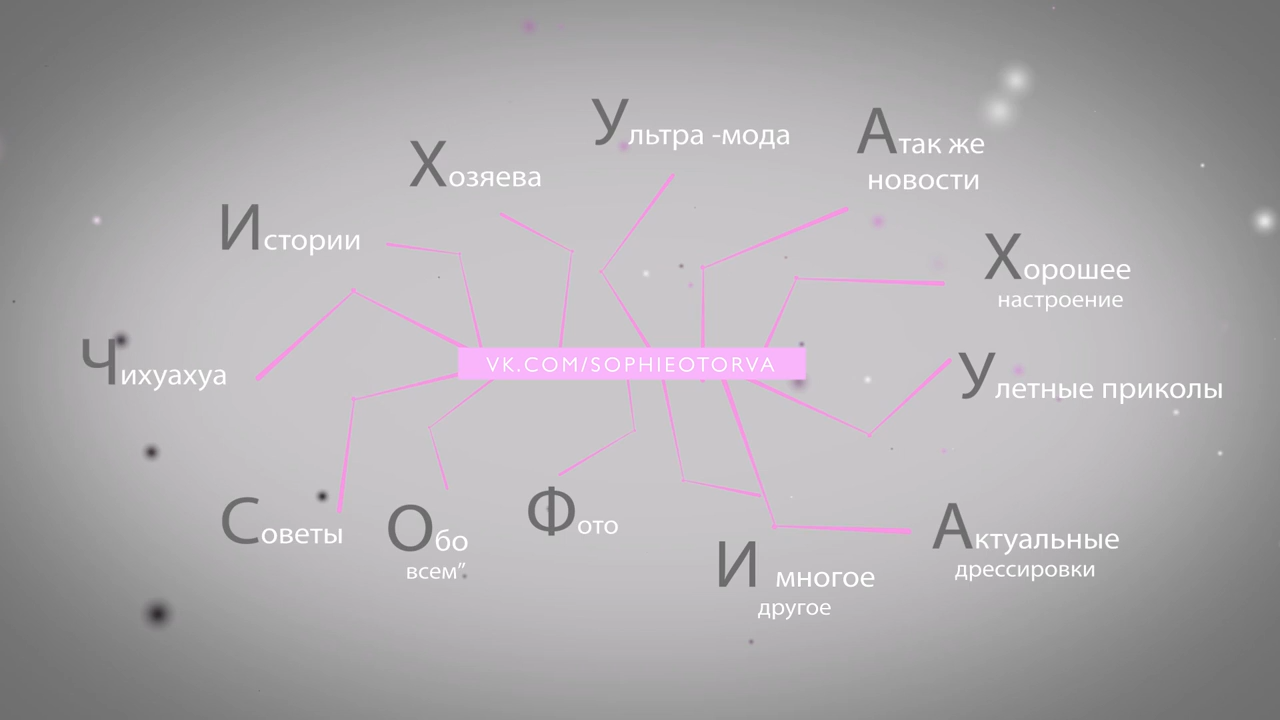 Чихуахуа
Истории
Хозяева
Ультра -мода
А так же
новости
Хорошее
настроение
Улетные приколы
Актуальные
дрессировки
VK.COM/SOPHIEOTORVA
Советы
Обо
всем”
Фото
И многое
другое